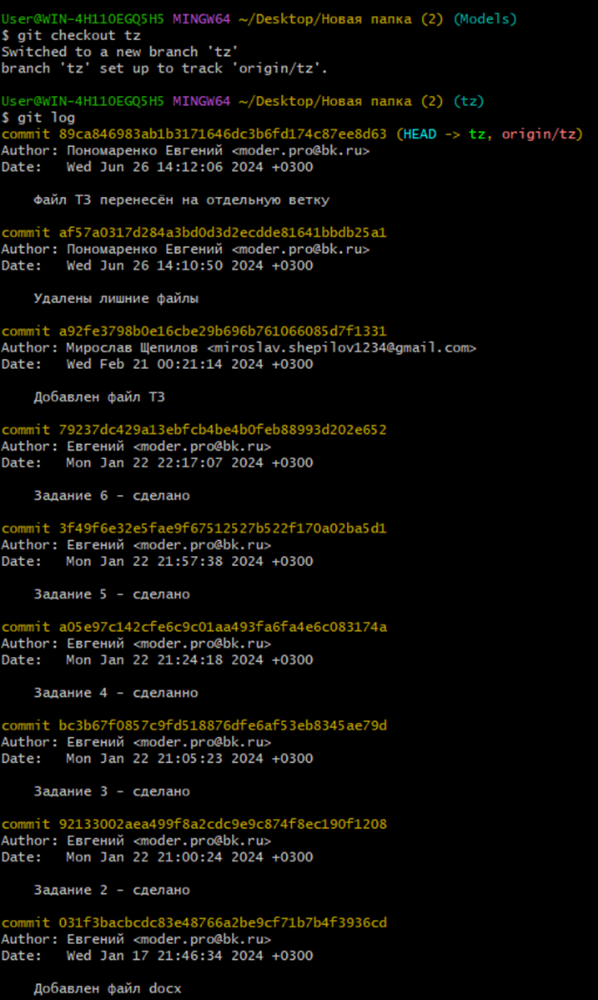 User@WIN-4H110EGQ5H5 MINGW64 ~/Desktop/Новая папка (2) (Models)
$ git checkout tz
Switched to a new branch 'tz'
branch 'tz' set up to track 'origin/tz'.
User@WIN-4H110EGQ5H5 MINGW64 ~/Desktop/Новая папка (2) (tz)
$ git log
commit 89ca846983ab1b3171646dc3b6fd174c87ee8d63 (HEAD -> tz, origin/tz)
Author: Пономаренко Евгений <moder.pro@bk.ru>
Date:   Wed Jun 26 14:12:06 2024 +0300
Файл ТЗ перенесён на отдельную ветку
commit af57a0317d284a3bd0d3d2ecdde81641bbdb25a1
Author: Пономаренко Евгений <moder.pro@bk.ru>
Date:   Wed Jun 26 14:10:50 2024 +0300
Удалены лишние файлы
commit a92fe3798b0e16cbe29b696b761066085d7f1331
Author: Мирослав Щепилов <miroslav.shepilov1234@gmail.com>
Date:   Wed Feb 21 00:21:14 2024 +0300
Добавлен файл ТЗ
commit 79237dc429a13ebfcb4be4b0feb88993d202e652
Author: Евгений <moder.pro@bk.ru>
Date:   Mon Jan 22 22:17:07 2024 +0300
Задание 6 - сделано
commit 3f49f6e32e5fae9f67512527b522f170a02ba5d1
Author: Евгений <moder.pro@bk.ru>
Date:   Mon Jan 22 21:57:38 2024 +0300
Задание 5 - сделано
commit a05e97c142cfe6c9c01aa493fa6fa4e6c083174a
Author: Евгений <moder.pro@bk.ru>
Date:   Mon Jan 22 21:24:18 2024 +0300
Задание 4 - сделанно
commit bc3b67f0857c9fd518876dfe6af53eb8345ae79d
Author: Евгений <moder.pro@bk.ru>
Date:   Mon Jan 22 21:05:23 2024 +0300
Задание 3 - сделано
commit 92133002aea499f8a2cdc9e9c874f8ec190f1208
Author: Евгений <moder.pro@bk.ru>
Date:   Mon Jan 22 21:00:24 2024 +0300
Задание 2 - сделано
commit 031f3bacbcdc83e48766a2be9cf71b7b4f3936cd
Author: Евгений <moder.pro@bk.ru>
Date:   Wed Jan 17 21:46:34 2024 +0300
Добавлен файл docx